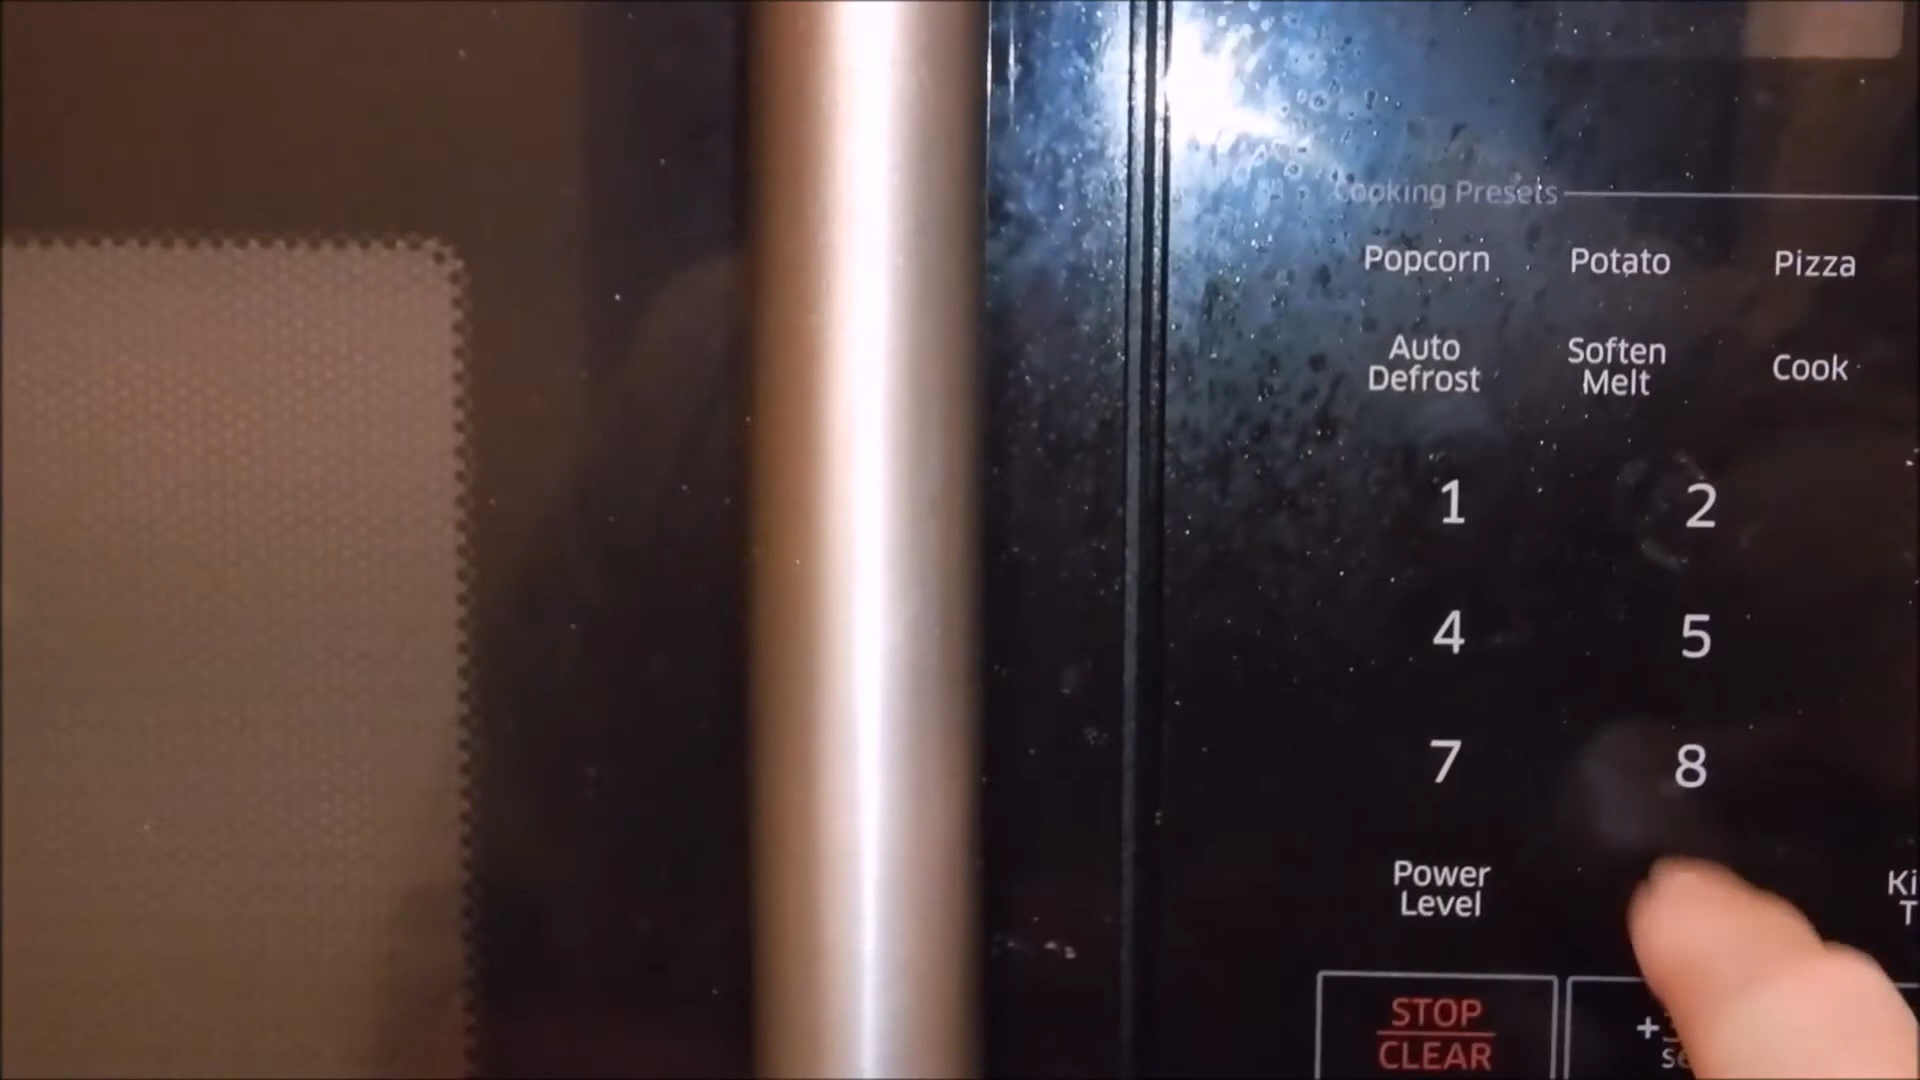 Cooking Presets
Popcorn Potato Pizza
Auto Defrost
Soften Melt
Cook
1 2
4 5
7 8
Power Level
STOP
CLEAR
+